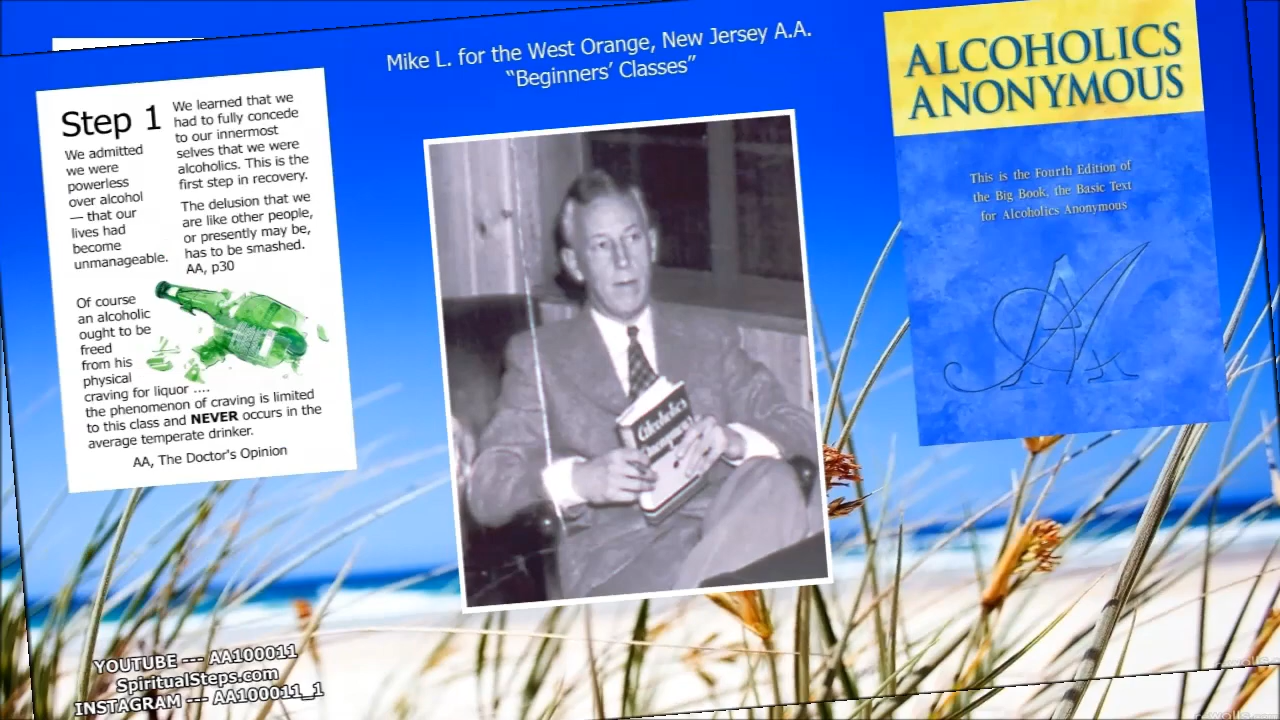 Mike L. for the West Orange, New Jersey A.A.
“Beginners’ Classes”
Step 1
We admitted
we were
powerless
over alcohol
— that our
lives had
become
unmanageable.
We learned that we
had to fully concede
to our innermost
selves that we were
alcoholics. This is the
first step in recovery.
The delusion that we
are like other people,
or presently may be,
has to be smashed.
AA, p30
Of course
an alcoholic
ought to be
freed
from his
physical
craving for liquor ....
the phenomenon of craving is limited
to this class and NEVER occurs in the
average temperate drinker.
AA, The Doctor's Opinion
Alcoholics
Anonymous
ALCOHOLICS
ANONYMOUS
This is the Fourth Edition of
the Big Book, the Basic Text
for Alcoholics Anonymous
AA
YOUTUBE --- AA100011
SpiritualSteps.com
INSTAGRAM --- AA100011_1